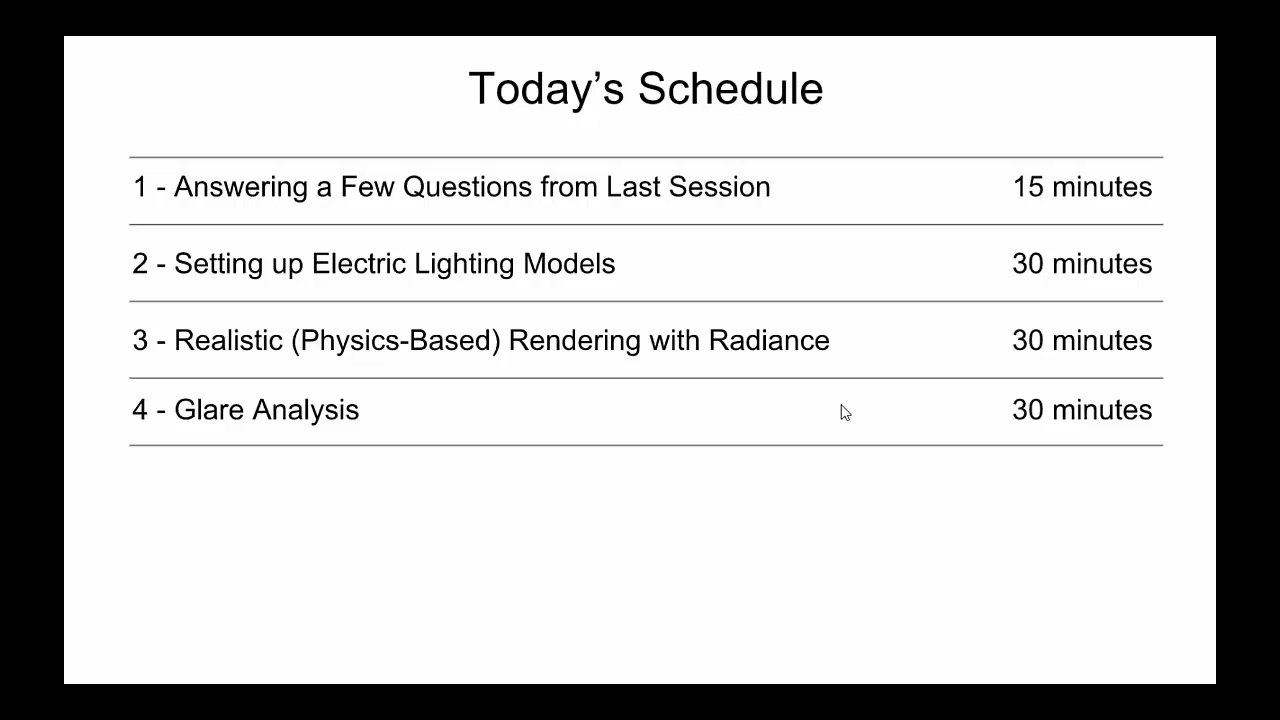 Today’s Schedule
1 - Answering a Few Questions from Last Session 15 minutes
2 - Setting up Electric Lighting Models 30 minutes
3 - Realistic (Physics-Based) Rendering with Radiance 30 minutes
4 - Glare Analysis 30 minutes